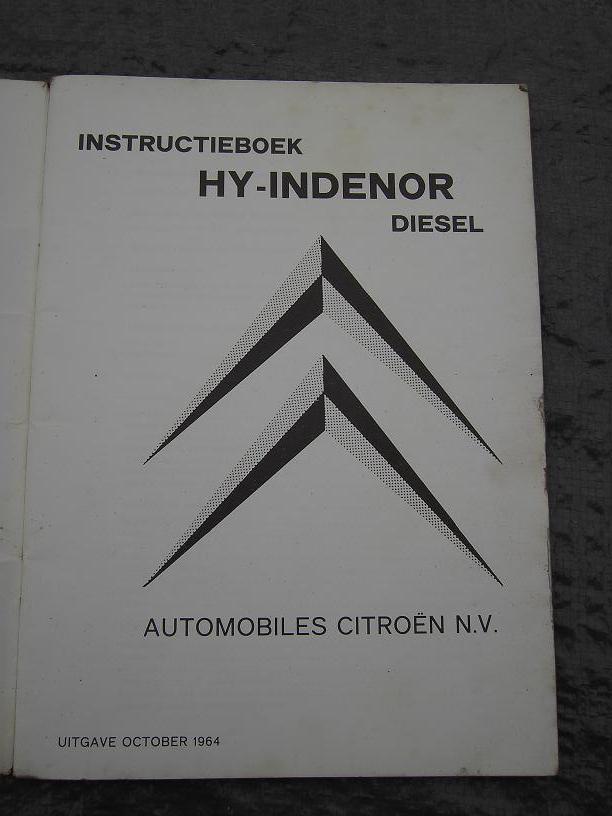 INSTRUCTIEBOEK
HY-INDENOR
DIESEL
AUTOMOBILES CITROËN N.V.
UITGAVE OCTOBER 1964